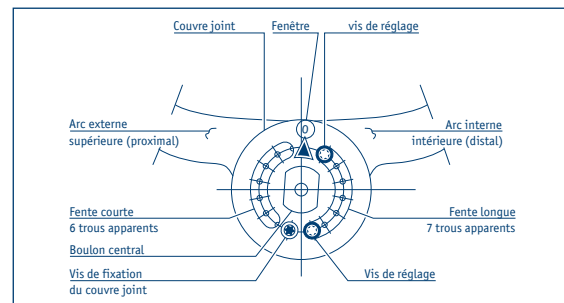 Couvre joint
Fenêtre
vis de réglage
0
Arc externe
supérieure (proximal)
Arc interne
intérieure (distal)
Fente courte
6 trous apparents
Fente longue
7 trous apparents
Boulon central
Vis de fixation
du couvre joint
Vis de réglage